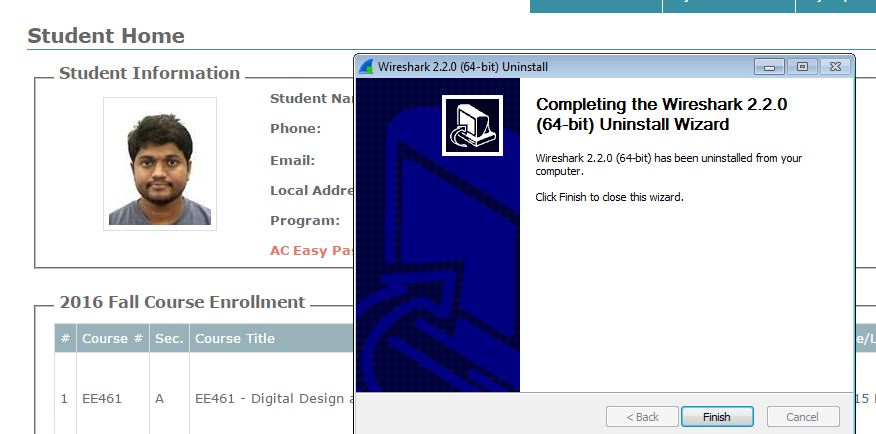 Student Home
Student Information
Student Na
Phone:
Email:
Local Addre
Program:
AC Easy Pas
2016 Fall Course Enrollment
# Course # Sec. Course Title
1 EE461 A EE461 - Digital Design a
e/L
15
Wireshark 2.2.0 (64-bit) Uninstall
Completing the Wireshark 2.2.0
(64-bit) Uninstall Wizard
Wireshark 2.2.0 (64-bit) has been uninstalled from your
computer.
Click Finish to close this wizard.
< Back Finish Cancel